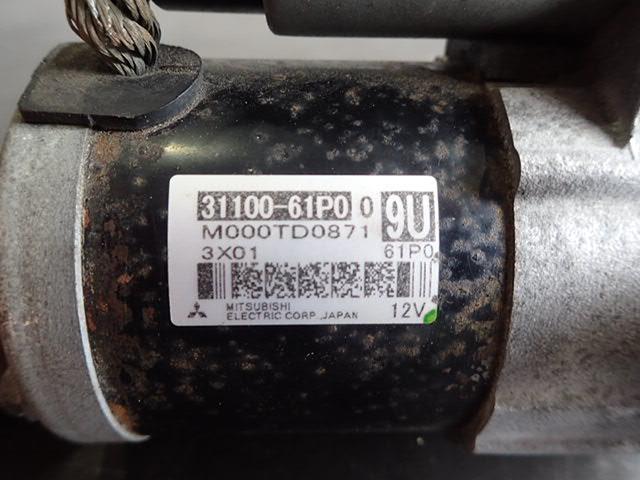 31100-61P0 0 9U
M000TD0871
3X01 61P0
MITSUBISHI
ELECTRIC CORP.,JAPAN 12V